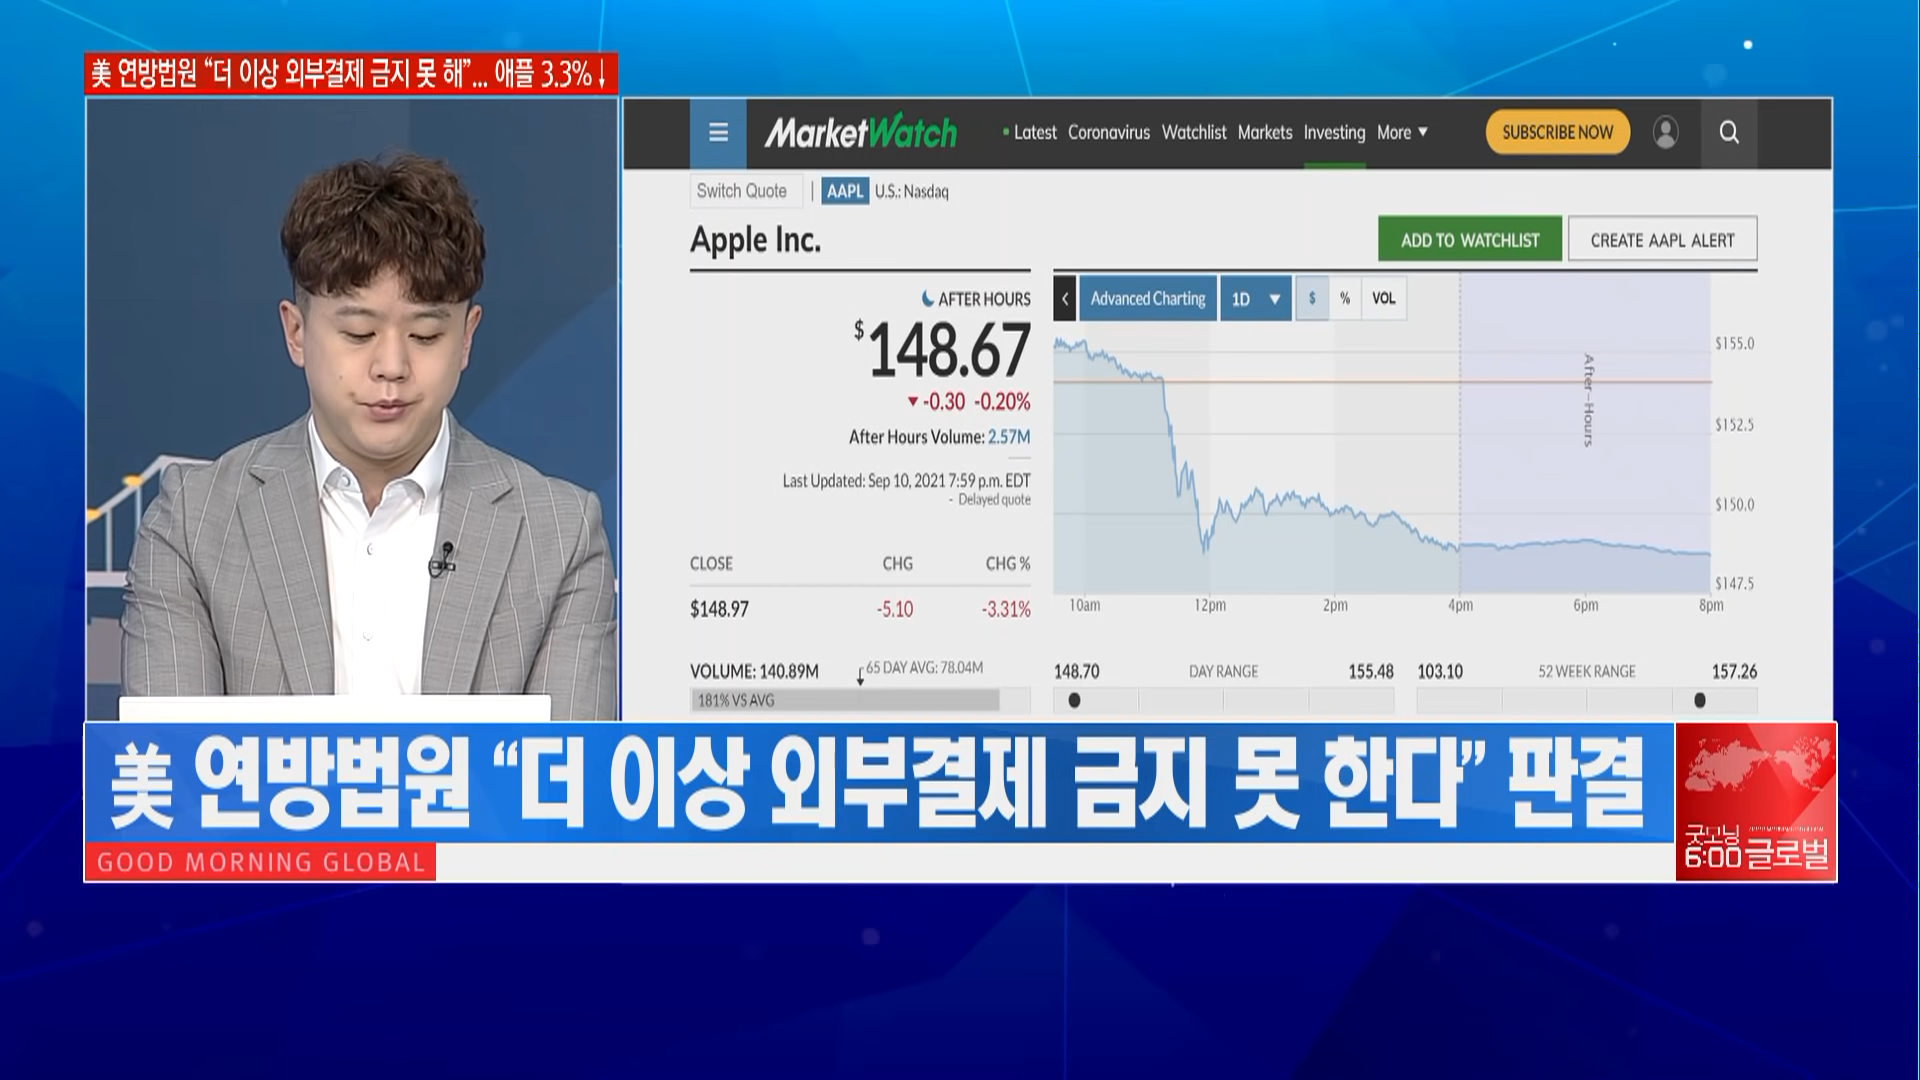 美 연방법원 “더 이상 외부결제 금지 못 해”... 애플 3.3%↓
MarketWatch
Latest Coronavirus Watchlist Markets Investing More ▼
SUBSCRIBE NOW
Switch Quote | AAPL U.S.: Nasdaq
Apple Inc.
ADD TO WATCHLIST
CREATE AAPL ALERT
AFTER HOURS
$148.67
▼ -0.30 -0.20%
After Hours Volume: 2.57M
Last Updated: Sep 10, 2021 7:59 p.m. EDT
- Delayed quote
CLOSE CHG CHG %
$148.97 -5.10 -3.31%
VOLUME: 140.89M 65 DAY AVG: 78.04M
181% VS AVG
Advanced Charting 1D ▼ $ % VOL
$155.0
After-Hours
$152.5
$150.0
$147.5
10am 12pm 2pm 4pm 6pm 8pm
148.70 DAY RANGE 155.48
103.10 52 WEEK RANGE 157.26
美 연방법원 “더 이상 외부결제 금지 못 한다” 판결
GOOD MORNING GLOBAL
굿모닝
6:00 글로벌